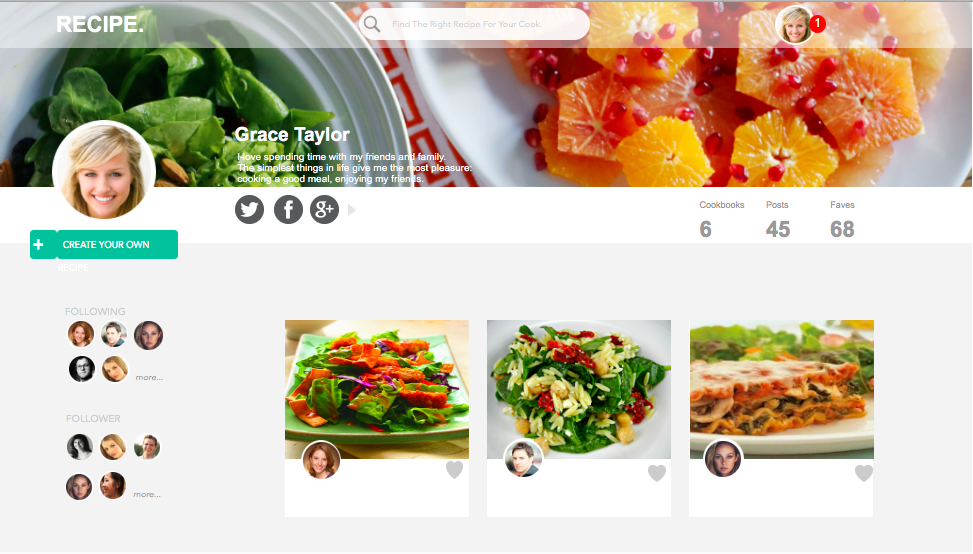 RECIPE.
Find The Right Recipe For Your Cook.
1
Grace Taylor
I love spending time with my friends and family.
The simplest things in life give me the most pleasure:
cooking a good meal, enjoying my friends.
g+
Cookbooks Posts Faves
6 45 68
+ CREATE YOUR OWN
RECIPE
FOLLOWING
more...
FOLLOWER
more...